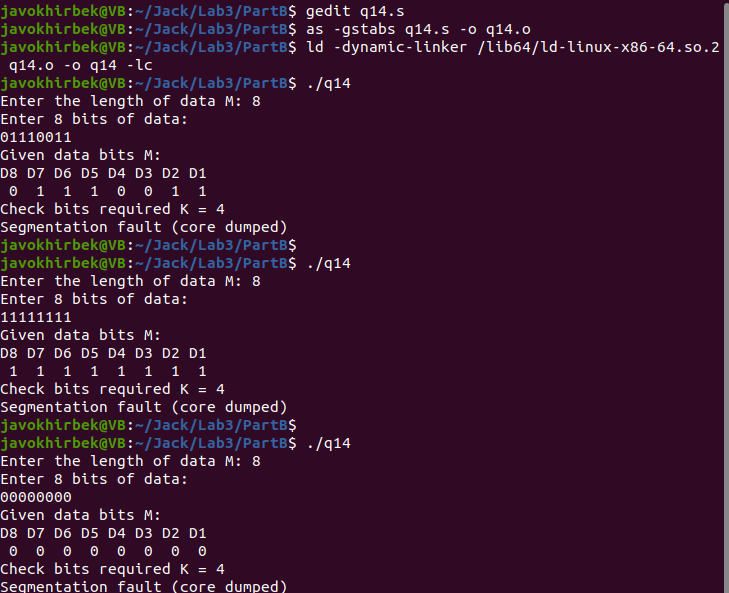 javokhirbek@VB:~/Jack/Lab3/PartB$ gedit q14.s
javokhirbek@VB:~/Jack/Lab3/PartB$ as -gstabs q14.s -o q14.o
javokhirbek@VB:~/Jack/Lab3/PartB$ ld -dynamic-linker /lib64/ld-linux-x86-64.so.2
 q14.o -o q14 -lc
javokhirbek@VB:~/Jack/Lab3/PartB$ ./q14
Enter the length of data M: 8
Enter 8 bits of data:
01110011
Given data bits M:
D8 D7 D6 D5 D4 D3 D2 D1
 0  1  1  1  0  0  1  1
Check bits required K = 4
Segmentation fault (core dumped)
javokhirbek@VB:~/Jack/Lab3/PartB$
javokhirbek@VB:~/Jack/Lab3/PartB$ ./q14
Enter the length of data M: 8
Enter 8 bits of data:
11111111
Given data bits M:
D8 D7 D6 D5 D4 D3 D2 D1
 1  1  1  1  1  1  1  1
Check bits required K = 4
Segmentation fault (core dumped)
javokhirbek@VB:~/Jack/Lab3/PartB$
javokhirbek@VB:~/Jack/Lab3/PartB$ ./q14
Enter the length of data M: 8
Enter 8 bits of data:
00000000
Given data bits M:
D8 D7 D6 D5 D4 D3 D2 D1
 0  0  0  0  0  0  0  0
Check bits required K = 4
Segmentation fault (core dumped)